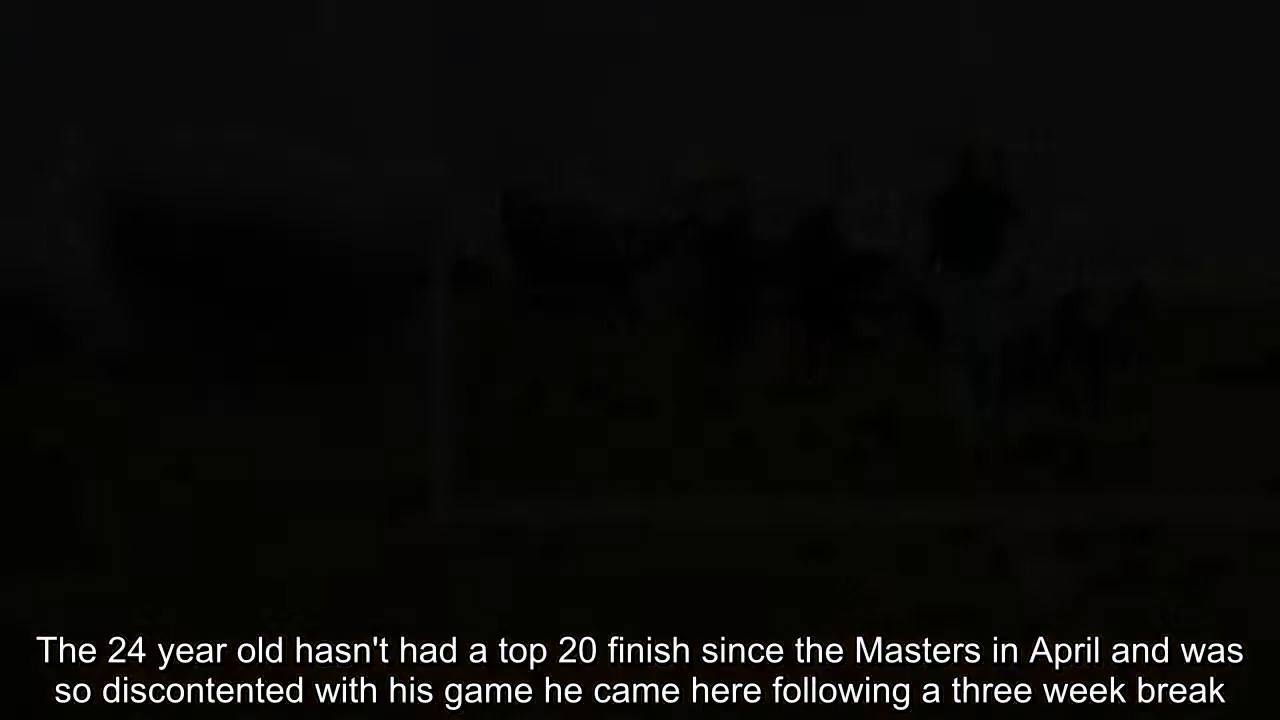 The 24 year old hasn't had a top 20 finish since the Masters in April and was
so discontented with his game he came here following a three week break